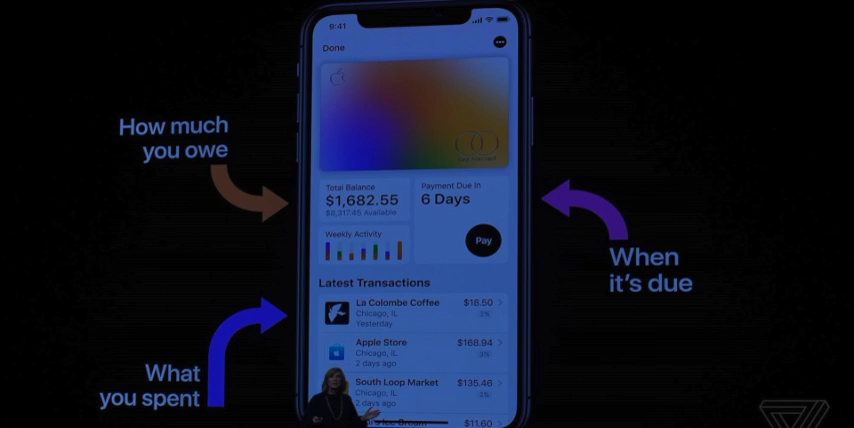 9:41
Done
How much
you owe
Total Balance
$1,682.55
$8,317.45 Available
Payment Due In
6 Days
Weekly Activity
Pay
When
it's due
Latest Transactions
La Colombe Coffee
$18.50
Chicago, IL
2%
Yesterday
Apple Store
$168.94
Chicago, IL
3%
2 days ago
What
you spent
South Loop Market
$135.46
Chicago, IL
2%
2 days ago
Ice Cream
$11.60